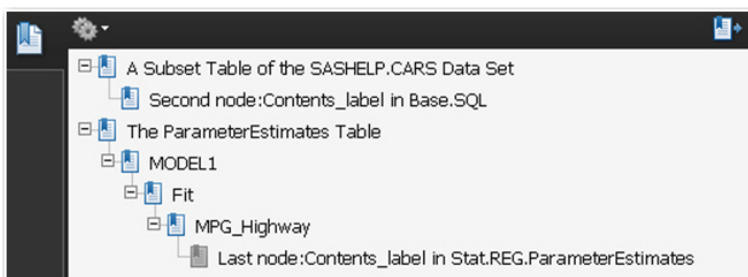 A Subset Table of the SASHELP.CARS Data Set
Second node:Contents_label in Base.SQL
The ParameterEstimates Table
MODEL1
Fit
MPG_Highway
Last node:Contents_label in Stat.REG.ParameterEstimates